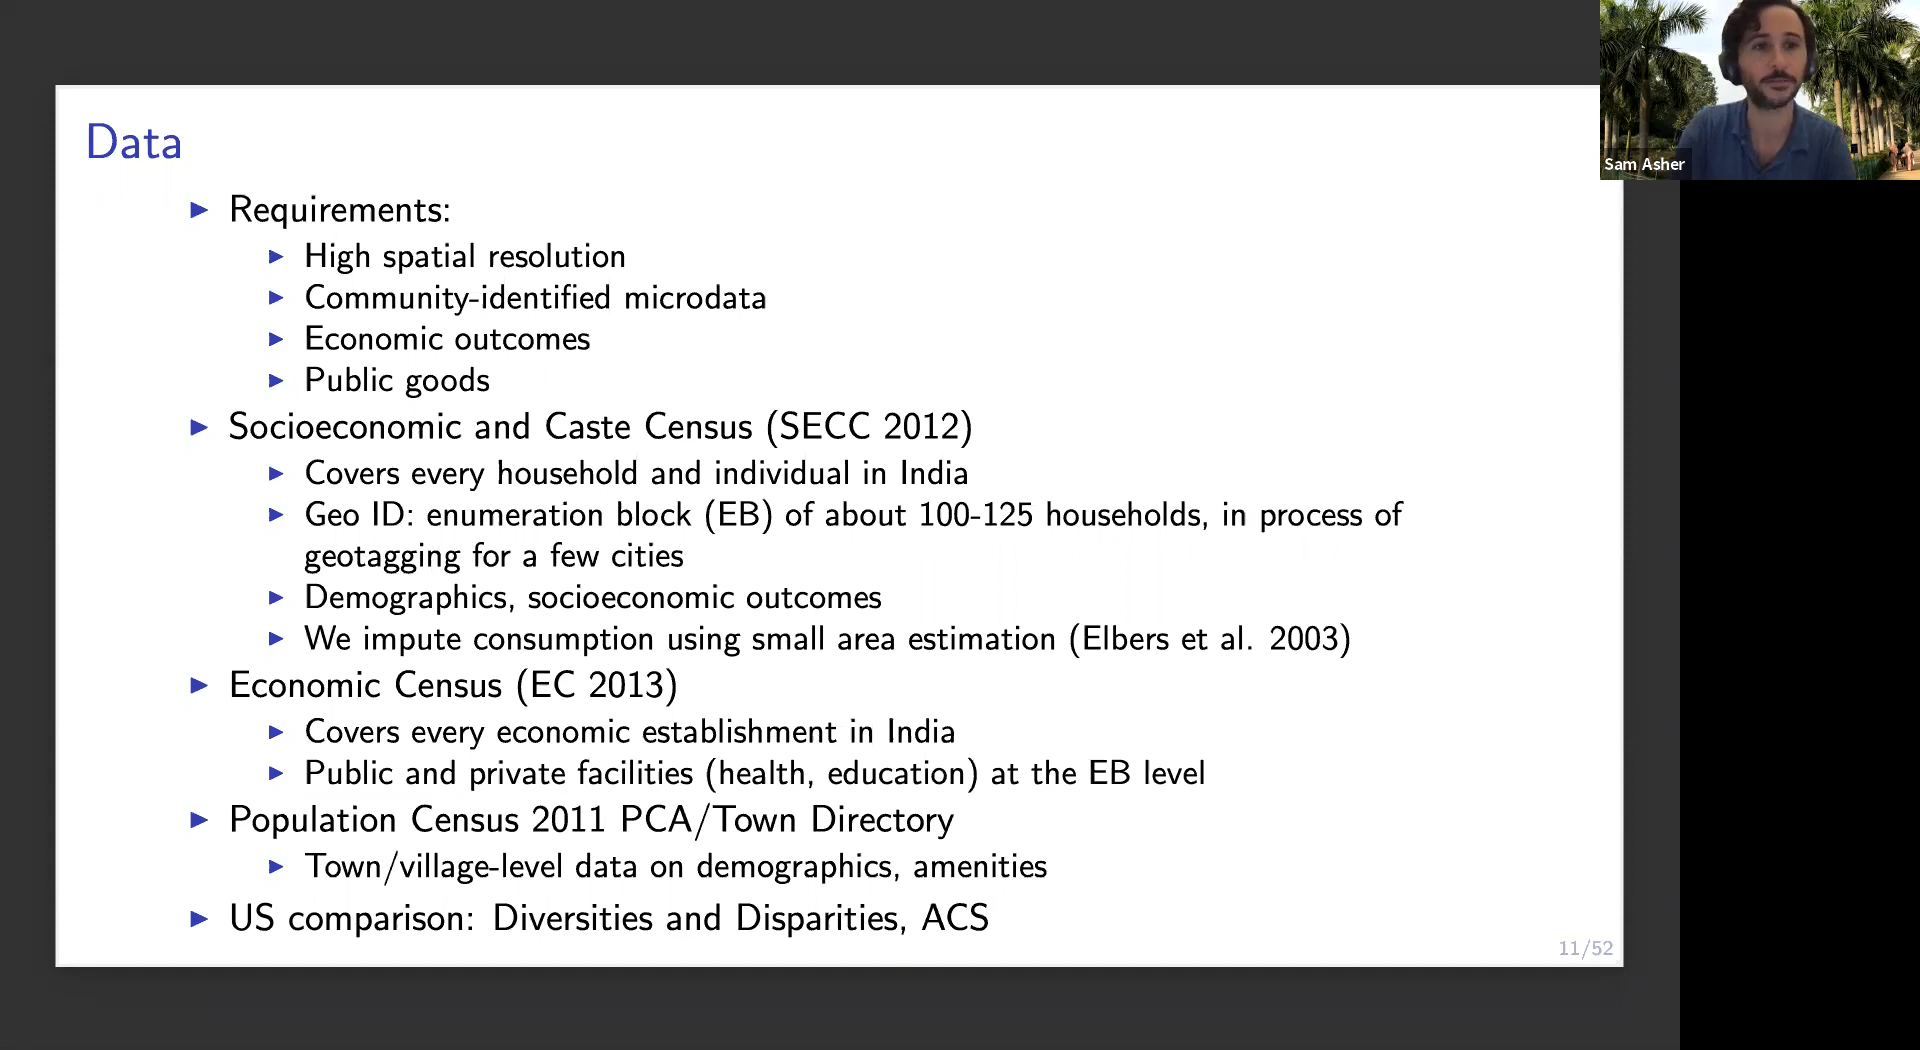 Data
Requirements:
High spatial resolution
Community-identified microdata
Economic outcomes
Public goods
Socioeconomic and Caste Census (SECC 2012)
Covers every household and individual in India
Geo ID: enumeration block (EB) of about 100-125 households, in process of
geotagging for a few cities
Demographics, socioeconomic outcomes
We impute consumption using small area estimation (Elbers et al. 2003)
Economic Census (EC 2013)
Covers every economic establishment in India
Public and private facilities (health, education) at the EB level
Population Census 2011 PCA/Town Directory
Town/village-level data on demographics, amenities
US comparison: Diversities and Disparities, ACS
11/52
Sam Asher